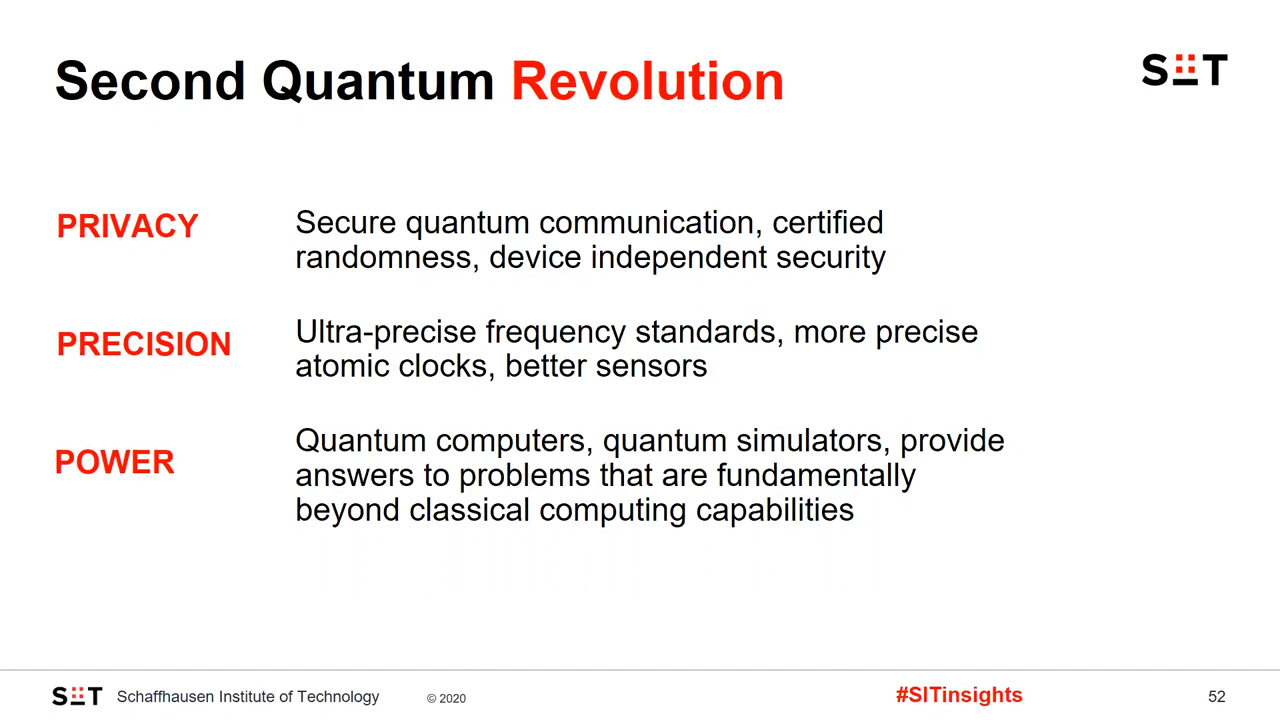 Second Quantum Revolution
SIT
PRIVACY
Secure quantum communication, certified
randomness, device independent security
PRECISION
Ultra-precise frequency standards, more precise
atomic clocks, better sensors
POWER
Quantum computers, quantum simulators, provide
answers to problems that are fundamentally
beyond classical computing capabilities
SIT Schaffhausen Institute of Technology © 2020 #SITinsights 52